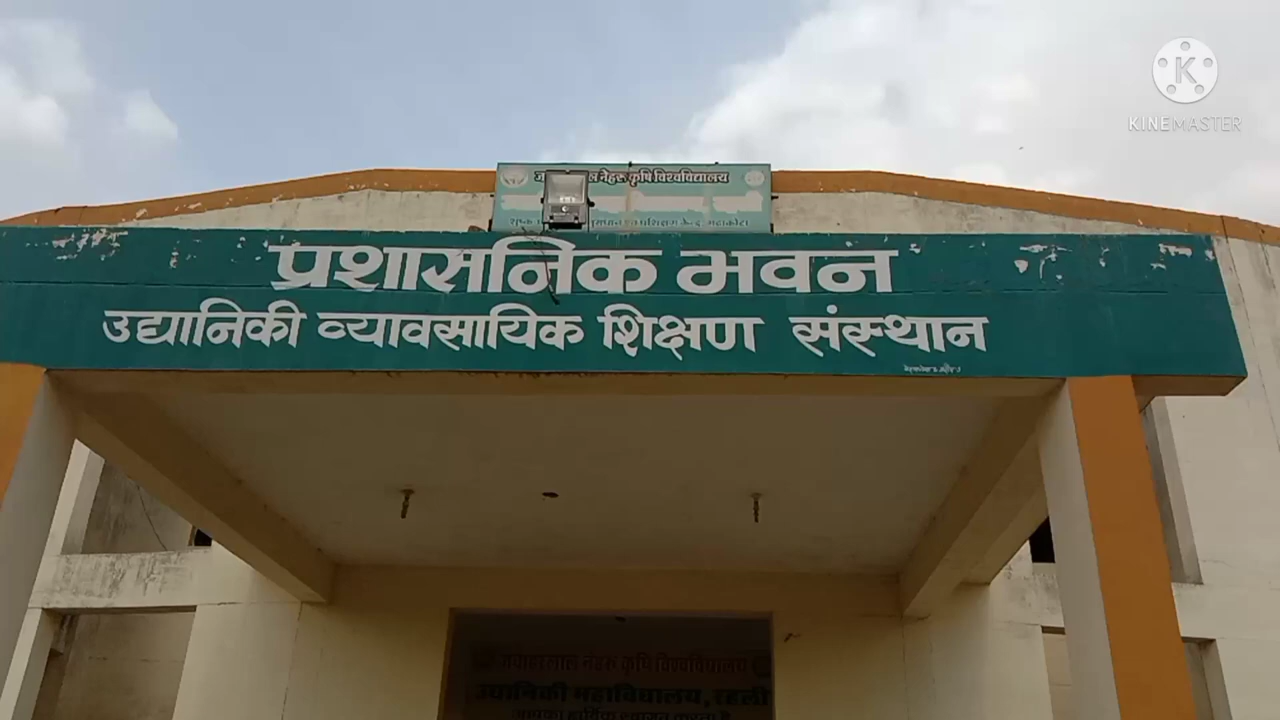 KINEMASTER
नेहरू कृषि विश्वविद्यालय
प्रशासनिक भवन
उद्यानिकी व्यावसायिक शिक्षण संस्थान
जवाहरलाल नेहरू कृषि विश्वविद्यालय
उद्यानिकी महाविद्यालय, रहली